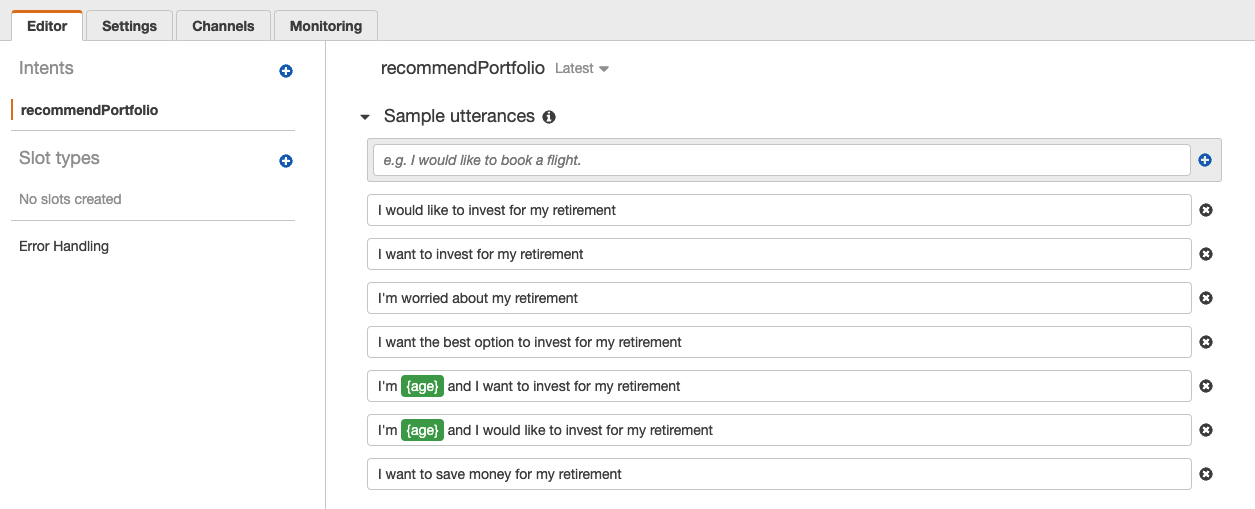 Editor Settings Channels Monitoring
Intents
recommendPortfolio
Slot types
No slots created
Error Handling
recommendPortfolio Latest
Sample utterances
e.g. I would like to book a flight.
I would like to invest for my retirement
I want to invest for my retirement
I'm worried about my retirement
I want the best option to invest for my retirement
I'm {age} and I want to invest for my retirement
I'm {age} and I would like to invest for my retirement
I want to save money for my retirement